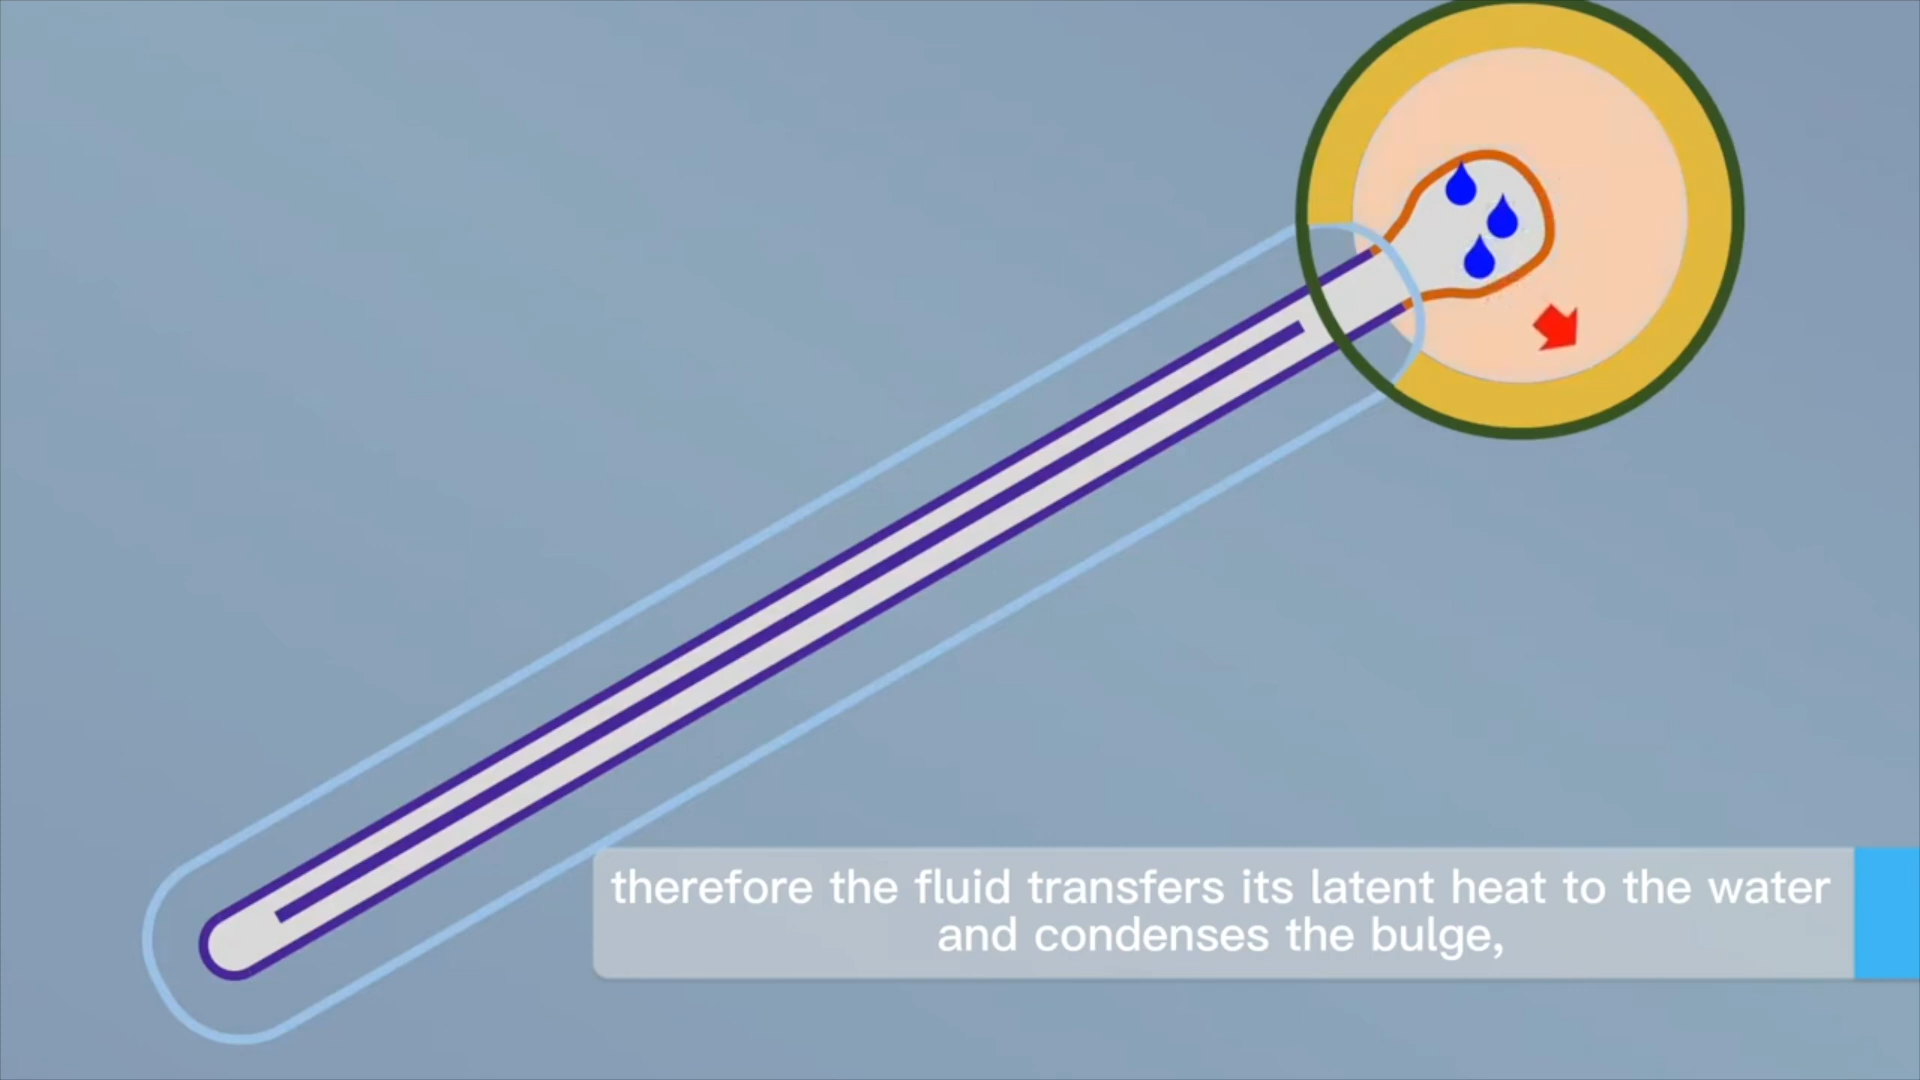 therefore the fluid transfers its latent heat to the water
and condenses the bulge,